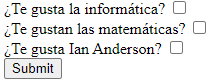 ¿Te gusta la informática?
¿Te gustan las matemáticas?
¿Te gusta Ian Anderson?
Submit